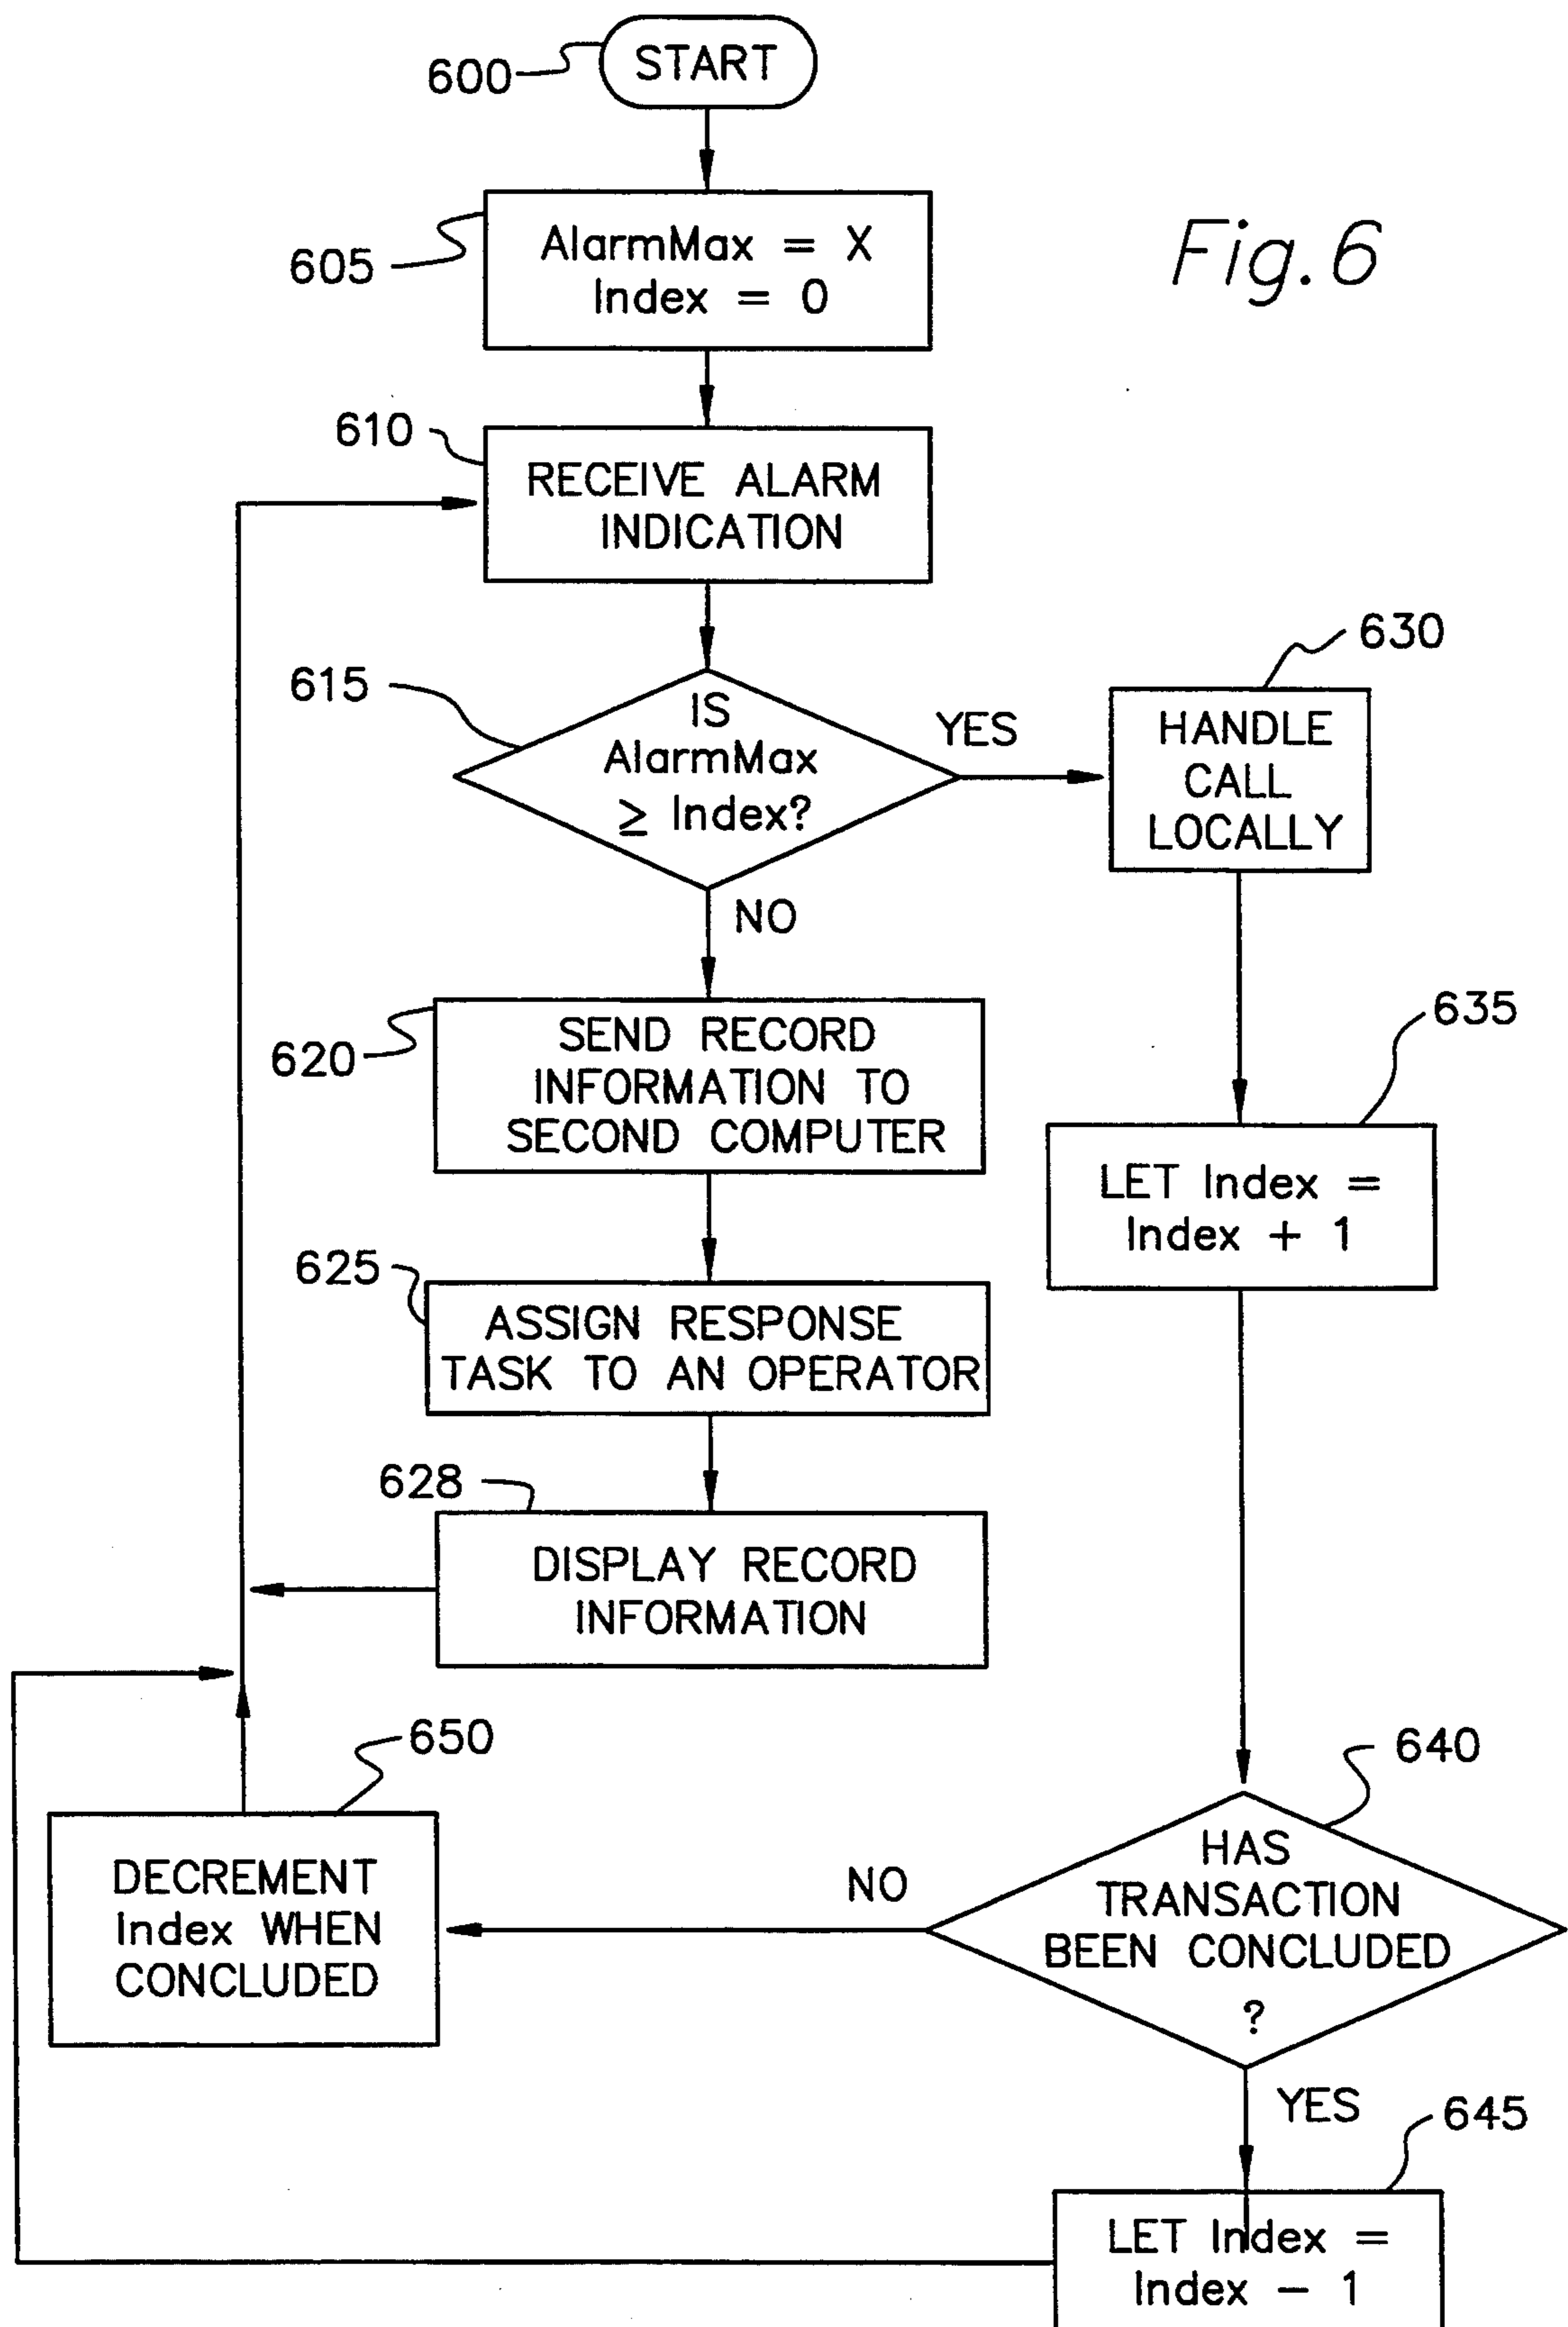 600
START
605
AlarmMax = X
Index = 0
Fig.6
610
RECEIVE ALARM
INDICATION
615
IS
AlarmMax
≥ Index?
YES
630
HANDLE
CALL
LOCALLY
NO
620
SEND RECORD
INFORMATION TO
SECOND COMPUTER
635
LET Index =
Index + 1
625
ASSIGN RESPONSE
TASK TO AN OPERATOR
628
DISPLAY RECORD
INFORMATION
650
DECREMENT
Index WHEN
CONCLUDED
640
HAS
TRANSACTION
BEEN CONCLUDED
?
NO
YES
645
LET Index =
Index − 1